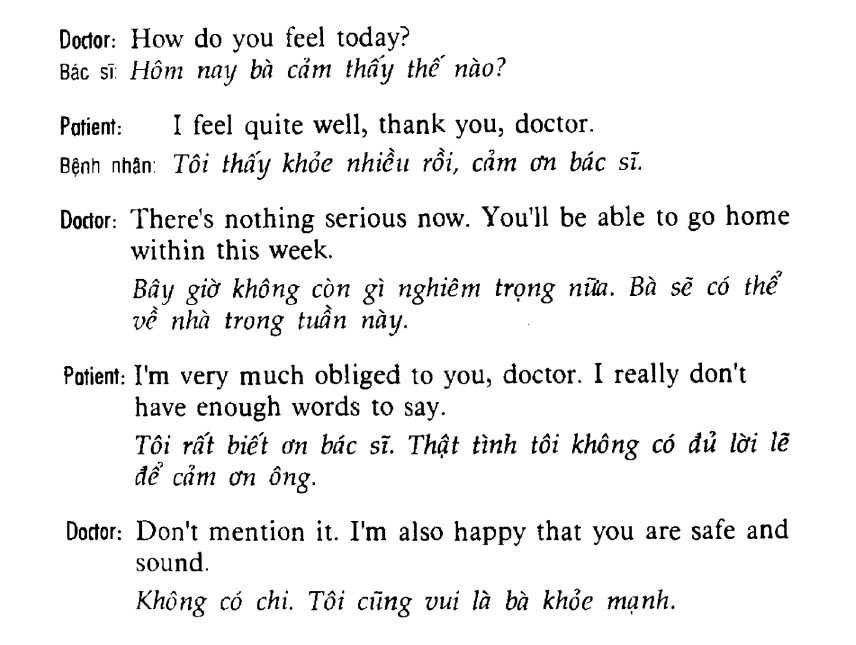 Doctor: How do you feel today?
Bác sĩ: Hôm nay bà cảm thấy thế nào?
Patient: I feel quite well, thank you, doctor.
Bệnh nhân: Tôi thấy khỏe nhiều rồi, cảm ơn bác sĩ.
Doctor: There's nothing serious now. You'll be able to go home
within this week.
Bây giờ không còn gì nghiêm trọng nữa. Bà sẽ có thể
về nhà trong tuần này.
Patient: I'm very much obliged to you, doctor. I really don't
have enough words to say.
Tôi rất biết ơn bác sĩ. Thật tình tôi không có đủ lời lẽ
để cảm ơn ông.
Doctor: Don't mention it. I'm also happy that you are safe and
sound.
Không có chi. Tôi cũng vui là bà khỏe mạnh.